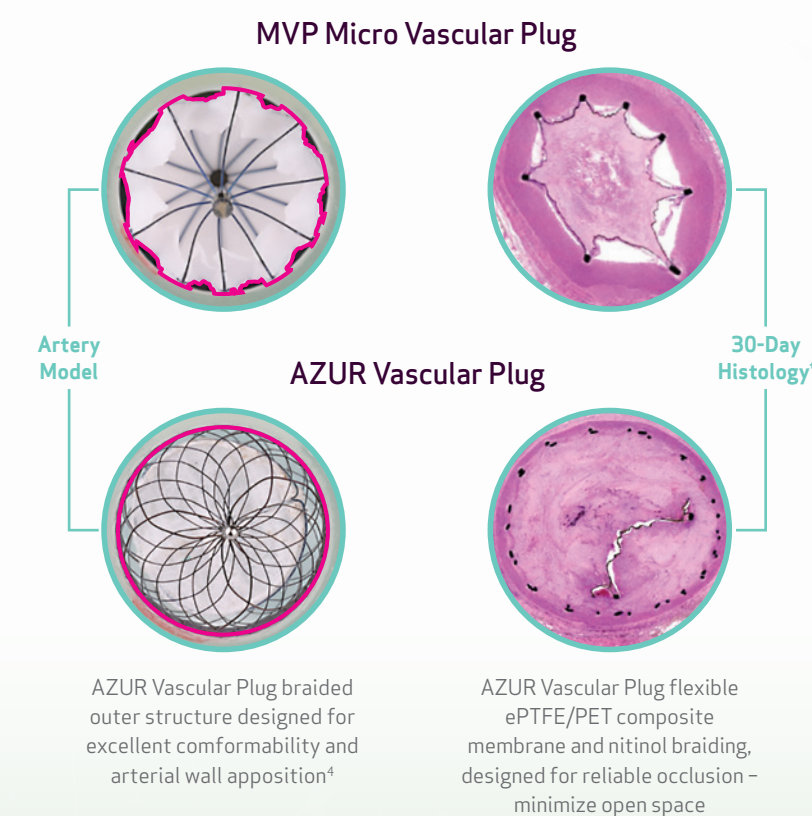 MVP Micro Vascular Plug
Artery
Model
30-Day
Histology
AZUR Vascular Plug
AZUR Vascular Plug braided
outer structure designed for
excellent comformability and
arterial wall apposition⁴
AZUR Vascular Plug flexible
ePTFE/PET composite
membrane and nitinol braiding,
designed for reliable occlusion –
minimize open space